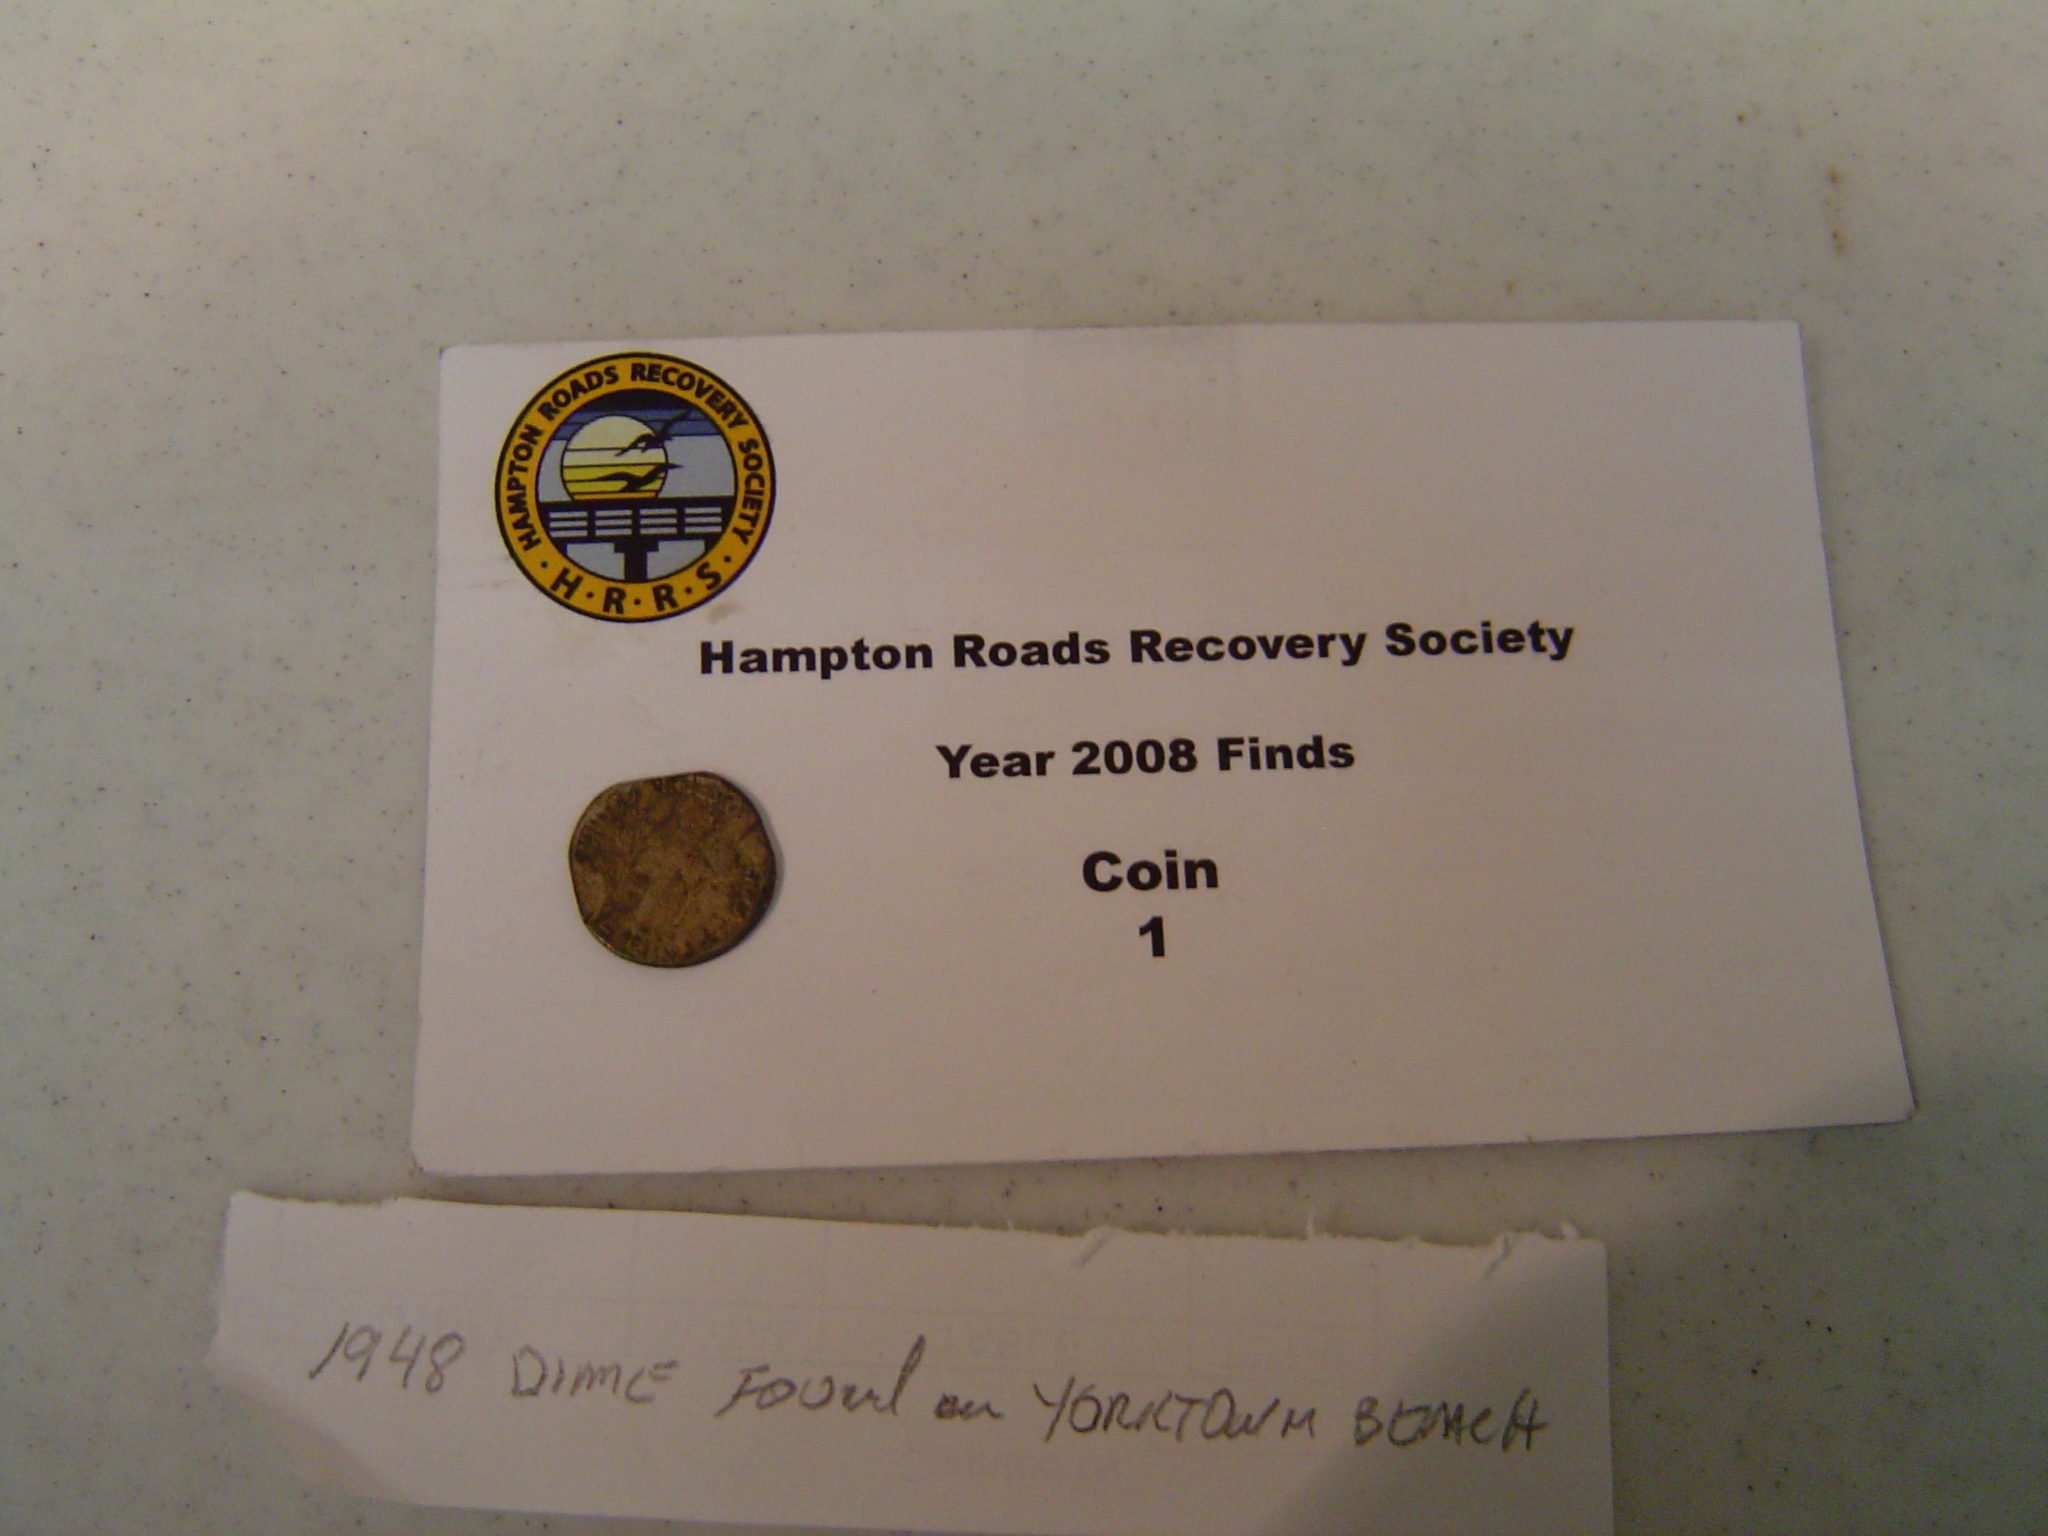 HAMPTON ROADS RECOVERY SOCIETY
· H · R · R · S ·
Hampton Roads Recovery Society
Year 2008 Finds
Coin
1
1948 DIME Found on YORKTOWN BEACH